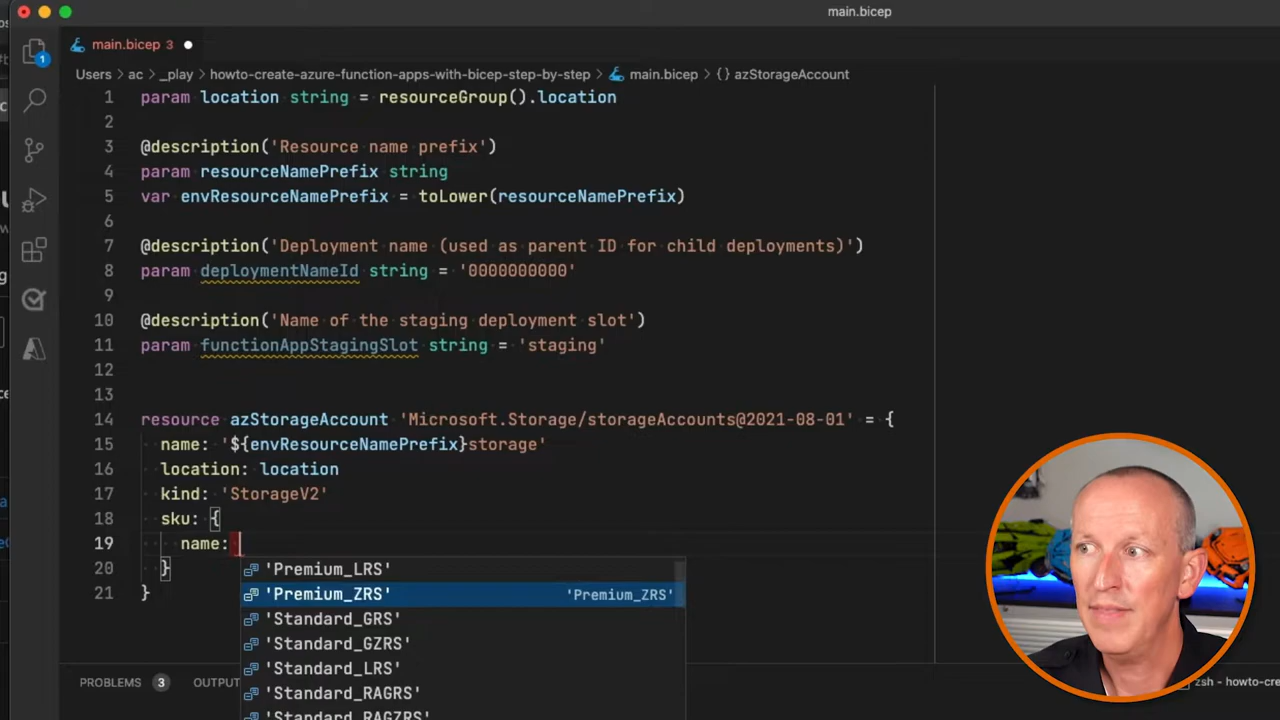 main.bicep
main.bicep 3
Users > ac > _play > howto-create-azure-function-apps-with-bicep-step-by-step > main.bicep > {} azStorageAccount
1 param location string = resourceGroup().location
2
3 @description('Resource name prefix')
4 param resourceNamePrefix string
5 var envResourceNamePrefix = toLower(resourceNamePrefix)
6
7 @description('Deployment name (used as parent ID for child deployments)')
8 param deploymentNameId string = '0000000000'
9
10 @description('Name of the staging deployment slot')
11 param functionAppStagingSlot string = 'staging'
12
13
14 resource azStorageAccount 'Microsoft.Storage/storageAccounts@2021-08-01' = {
15 name: '${envResourceNamePrefix}storage'
16 location: location
17 kind: 'StorageV2'
18 sku: {
19 name:
20 }
21 }
'Premium_LRS'
'Premium_ZRS' 'Premium_ZRS'
'Standard_GRS'
'Standard_GZRS'
'Standard_LRS'
'Standard_RAGRS'
'Standard_RAGZRS'
1
PROBLEMS 3 OUTPUT
zsh - howto-cre